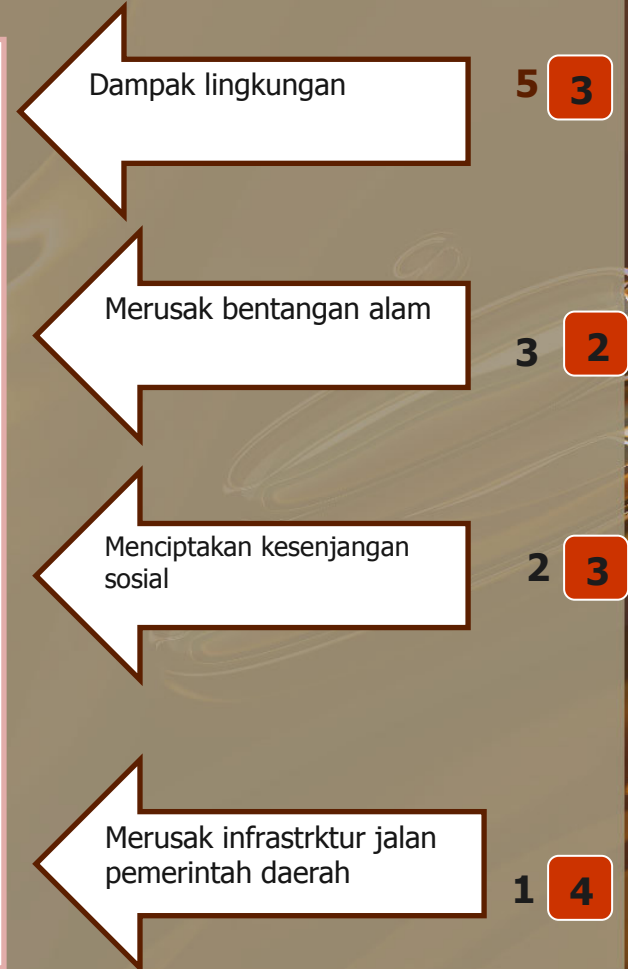 Dampak lingkungan
5 3
Merusak bentangan alam
3 2
Menciptakan kesenjangan
sosial
2 3
Merusak infrastrktur jalan
pemerintah daerah
1 4